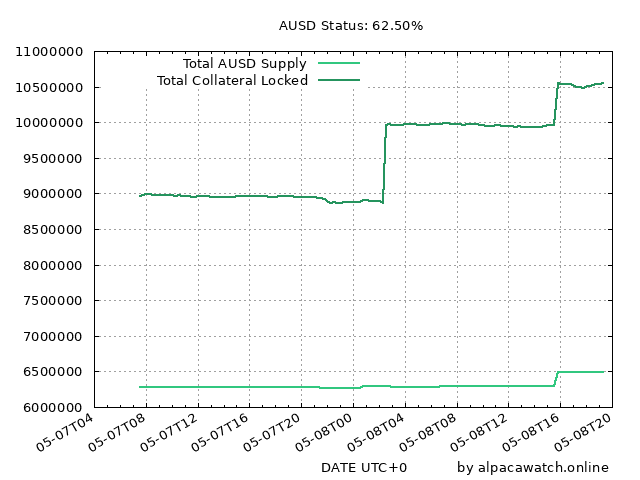 AUSD Status: 62.50%
11000000
Total AUSD Supply
Total Collateral Locked
10500000
10000000
9500000
9000000
8500000
8000000
7500000
7000000
6500000
6000000
05-07T04 05-07T08 05-07T12 05-07T16 05-07T20 05-08T00 05-08T04 05-08T08 05-08T12 05-08T16 05-08T20
DATE UTC+0 by alpacawatch.online